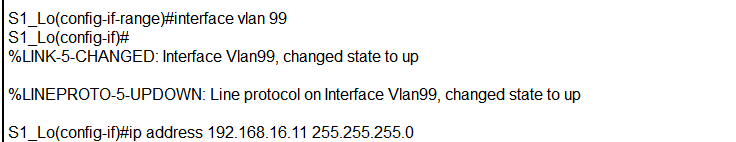 S1_Lo(config-if-range)#interface vlan 99
S1_Lo(config-if)#
%LINK-5-CHANGED: Interface Vlan99, changed state to up
%LINEPROTO-5-UPDOWN: Line protocol on Interface Vlan99, changed state to up
S1_Lo(config-if)#ip address 192.168.16.11 255.255.255.0